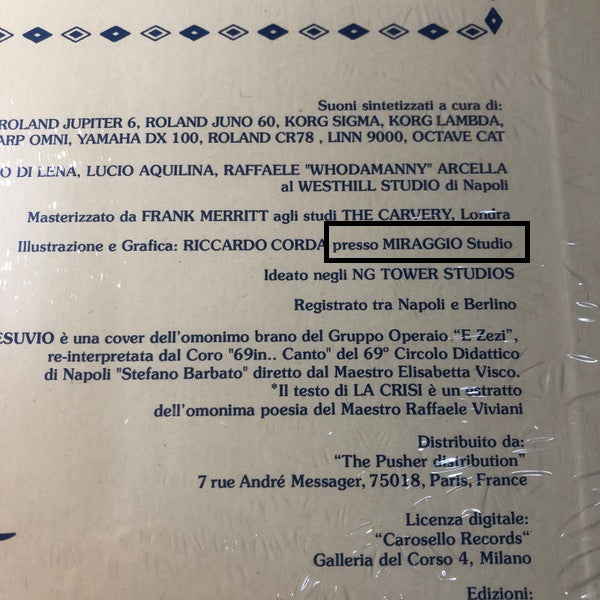 Suoni sintetizzati a cura di:
ROLAND JUPITER 6, ROLAND JUNO 60, KORG SIGMA, KORG LAMBDA,
ARP OMNI, YAMAHA DX 100, ROLAND CR78 , LINN 9000, OCTAVE CAT
O DI LENA, LUCIO AQUILINA, RAFFAELE "WHODAMANNY" ARCELLA
al WESTHILL STUDIO di Napoli
Masterizzato da FRANK MERRITT agli studi THE CARVERY, Londra
Illustrazione e Grafica: RICCARDO CORDA presso MIRAGGIO Studio
Ideato negli NG TOWER STUDIOS
Registrato tra Napoli e Berlino
ESUVIO è una cover dell'omonimo brano del Gruppo Operaio “E Zezi”,
re-interpretata dal Coro "69in.. Canto" del 69º Circolo Didattico
di Napoli "Stefano Barbato" diretto dal Maestro Elisabetta Visco.
*Il testo di LA CRISI è un estratto
dell'omonima poesia del Maestro Raffaele Viviani
Distribuito da:
“The Pusher distribution”
7 rue André Messager, 75018, Paris, France
Licenza digitale:
“Carosello Records“
Galleria del Corso 4, Milano
Edizioni: